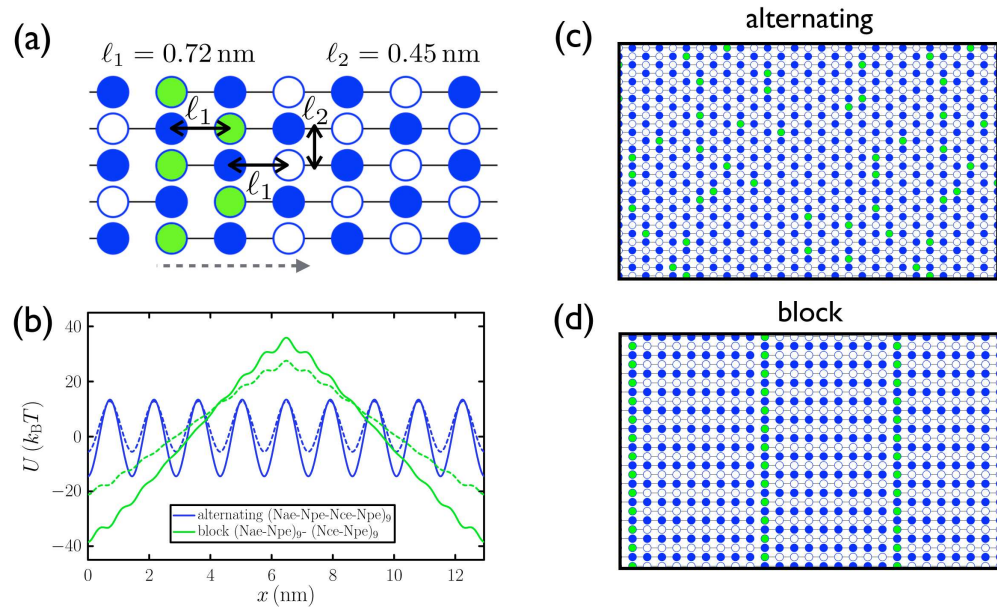 (a)
ℓ₁ = 0.72 nm
ℓ₂ = 0.45 nm
ℓ₁
ℓ₂
ℓ₁
(b)
U (k_BT)
40
20
0
−20
−40
alternating (Nae-Npe-Nce-Npe)₉
block (Nae-Npe)₉- (Nce-Npe)₉
0 2 4 6 8 10 12
x (nm)
(c)
alternating
(d)
block